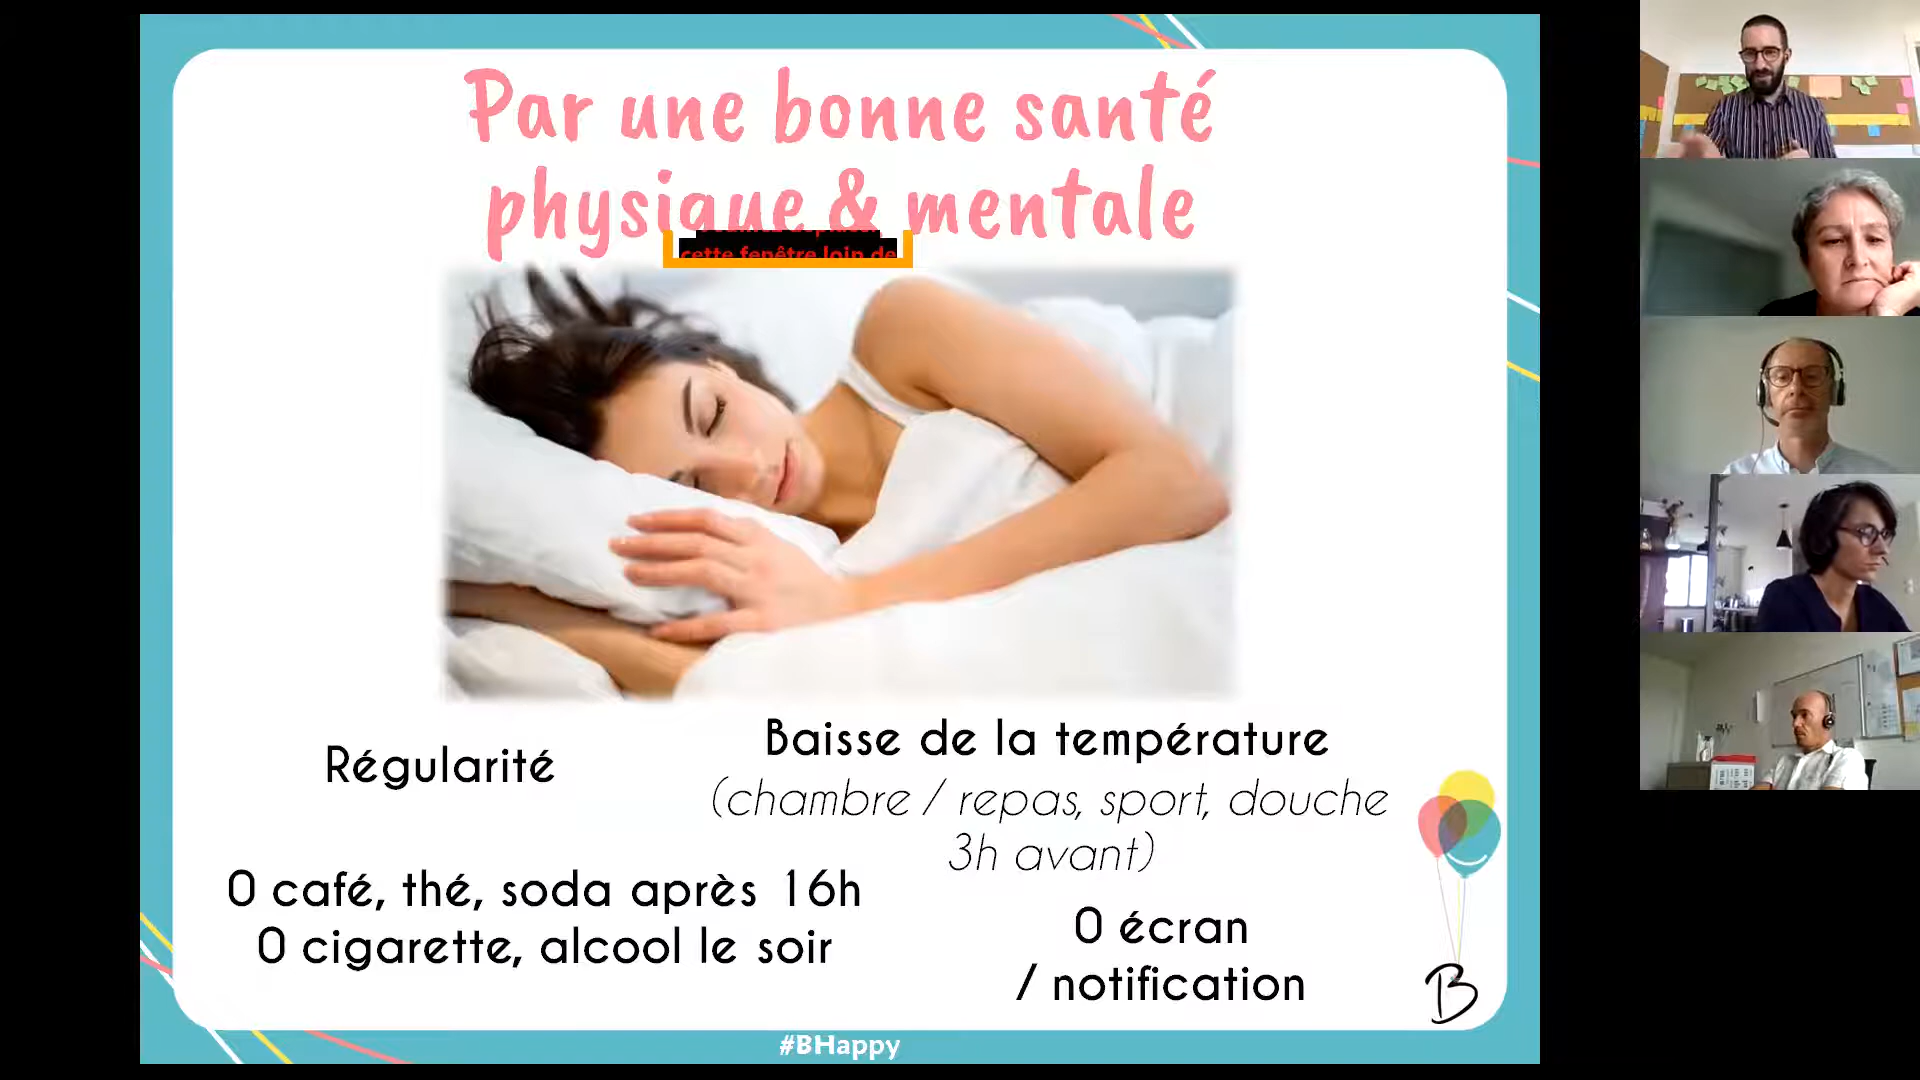 Par une bonne santé
physique & mentale
cette fenêtre loin de
Régularité
Baisse de la température
(chambre / repas, sport, douche
3h avant)
0 café, thé, soda après 16h
0 cigarette, alcool le soir
0 écran
/ notification
B
#BHappy